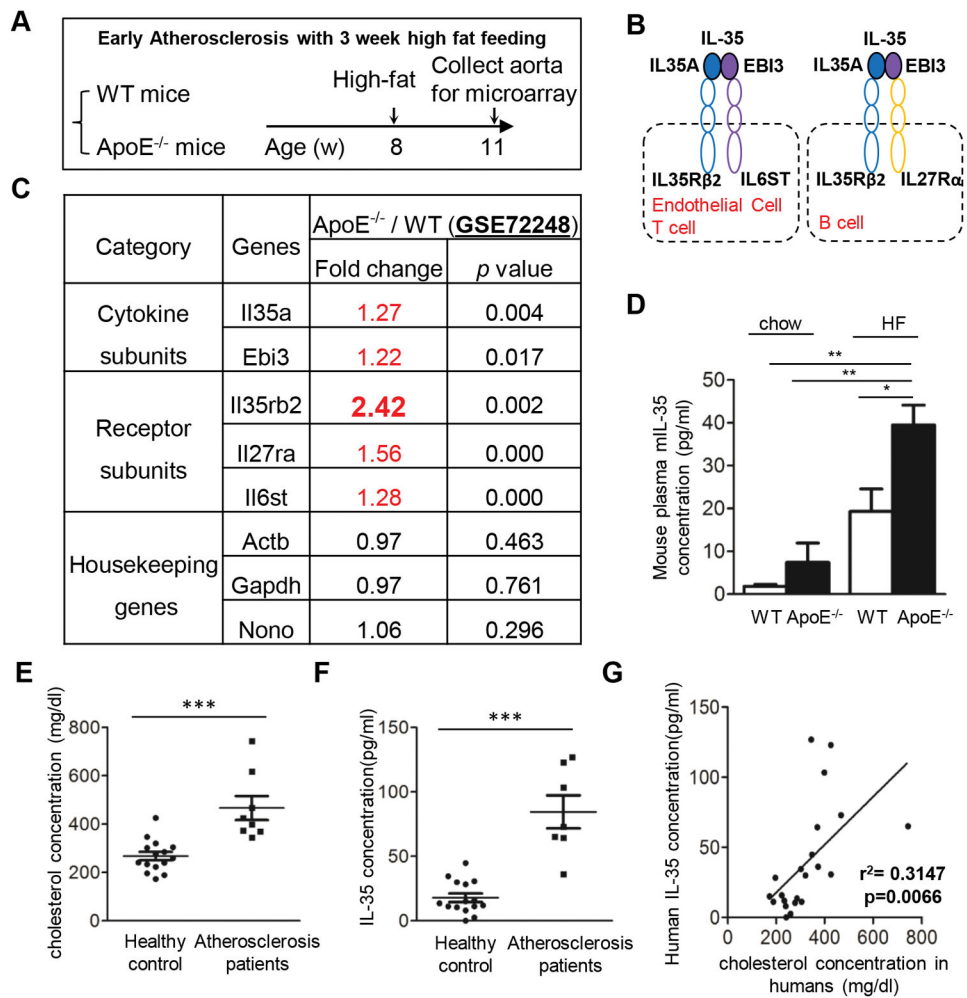 A
Early Atherosclerosis with 3 week high fat feeding
WT mice
ApoE-/- mice
High-fat
Collect aorta
for microarray
Age (w) 8 11
B
IL-35
IL35A EBI3
IL35Rβ2 IL6ST
Endothelial Cell
T cell
IL-35
IL35A EBI3
IL35Rβ2 IL27Rα
B cell
C
Category Genes ApoE-/- / WT (GSE72248)
Fold change p value
Cytokine subunits
Il35a 1.27 0.004
Ebi3 1.22 0.017
Receptor subunits
Il35rb2 2.42 0.002
Il27ra 1.56 0.000
Il6st 1.28 0.000
Housekeeping genes
Actb 0.97 0.463
Gapdh 0.97 0.761
Nono 1.06 0.296
D
chow HF
**
**
*
Mouse plasma mIL-35
concentration (pg/ml)
50
40
30
20
10
0
WT ApoE-/- WT ApoE-/-
E
cholesterol concentration (mg/dl)
***
800
600
400
200
0
Healthy control
Atherosclerosis patients
F
IL-35 concentration(pg/ml)
***
150
100
50
0
Healthy control
Atherosclerosis patients
G
Human IL-35 concentration(pg/ml)
150
100
50
0
r²= 0.3147
p=0.0066
0 200 400 600 800
cholesterol concentration in
humans (mg/dl)